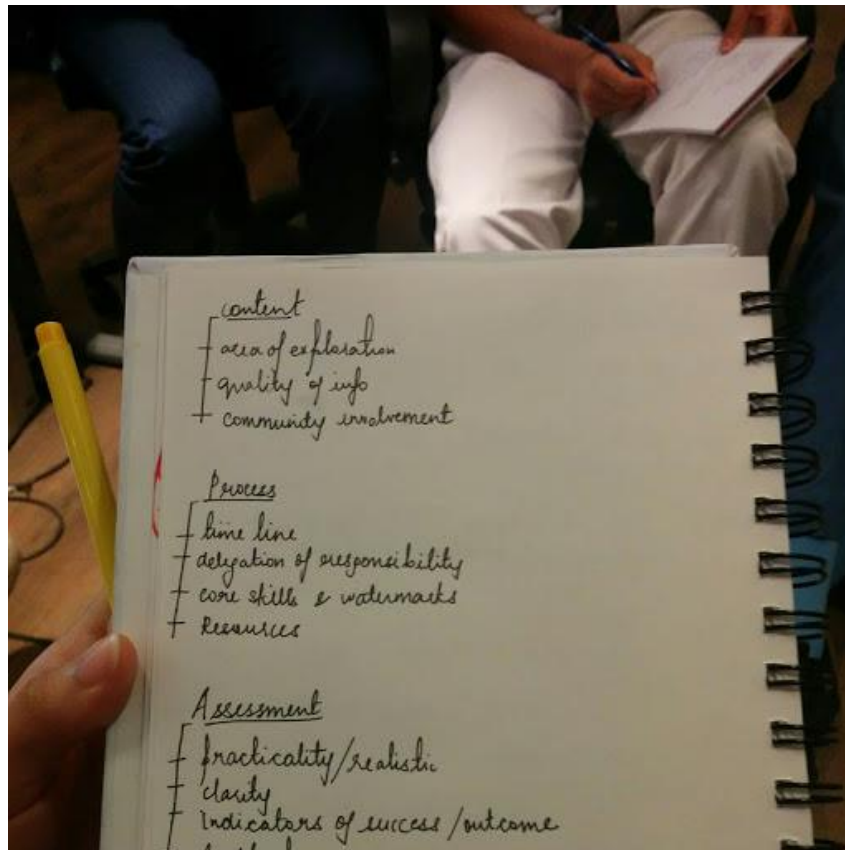 content
area of exploration
quality of info
community involvement
Process
time line
delegation of responsibility
core skills & watermarks
Resources
Assessment
practicality/realistic
clarity
Indicators of success/outcome